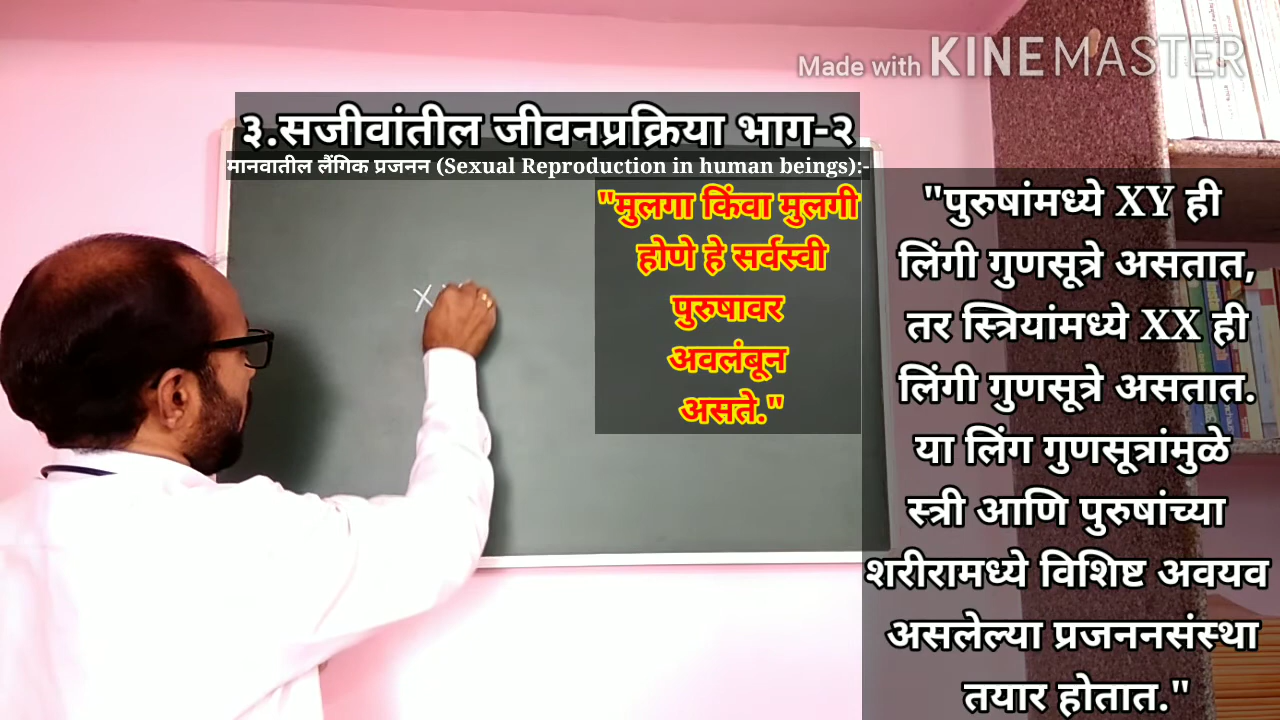 Made with KINEMASTER
३.सजीवांतील जीवनप्रक्रिया भाग-२
मानवातील लैंगिक प्रजनन (Sexual Reproduction in human beings):-
"मुलगा किंवा मुलगी
होणे हे सर्वस्वी
पुरुषावर
अवलंबून
असते."
X
"पुरुषांमध्ये XY ही
लिंगी गुणसूत्रे असतात,
तर स्त्रियांमध्ये XX ही
लिंगी गुणसूत्रे असतात.
या लिंग गुणसूत्रांमुळे
स्त्री आणि पुरुषांच्या
शरीरामध्ये विशिष्ट अवयव
असलेल्या प्रजननसंस्था
तयार होतात."